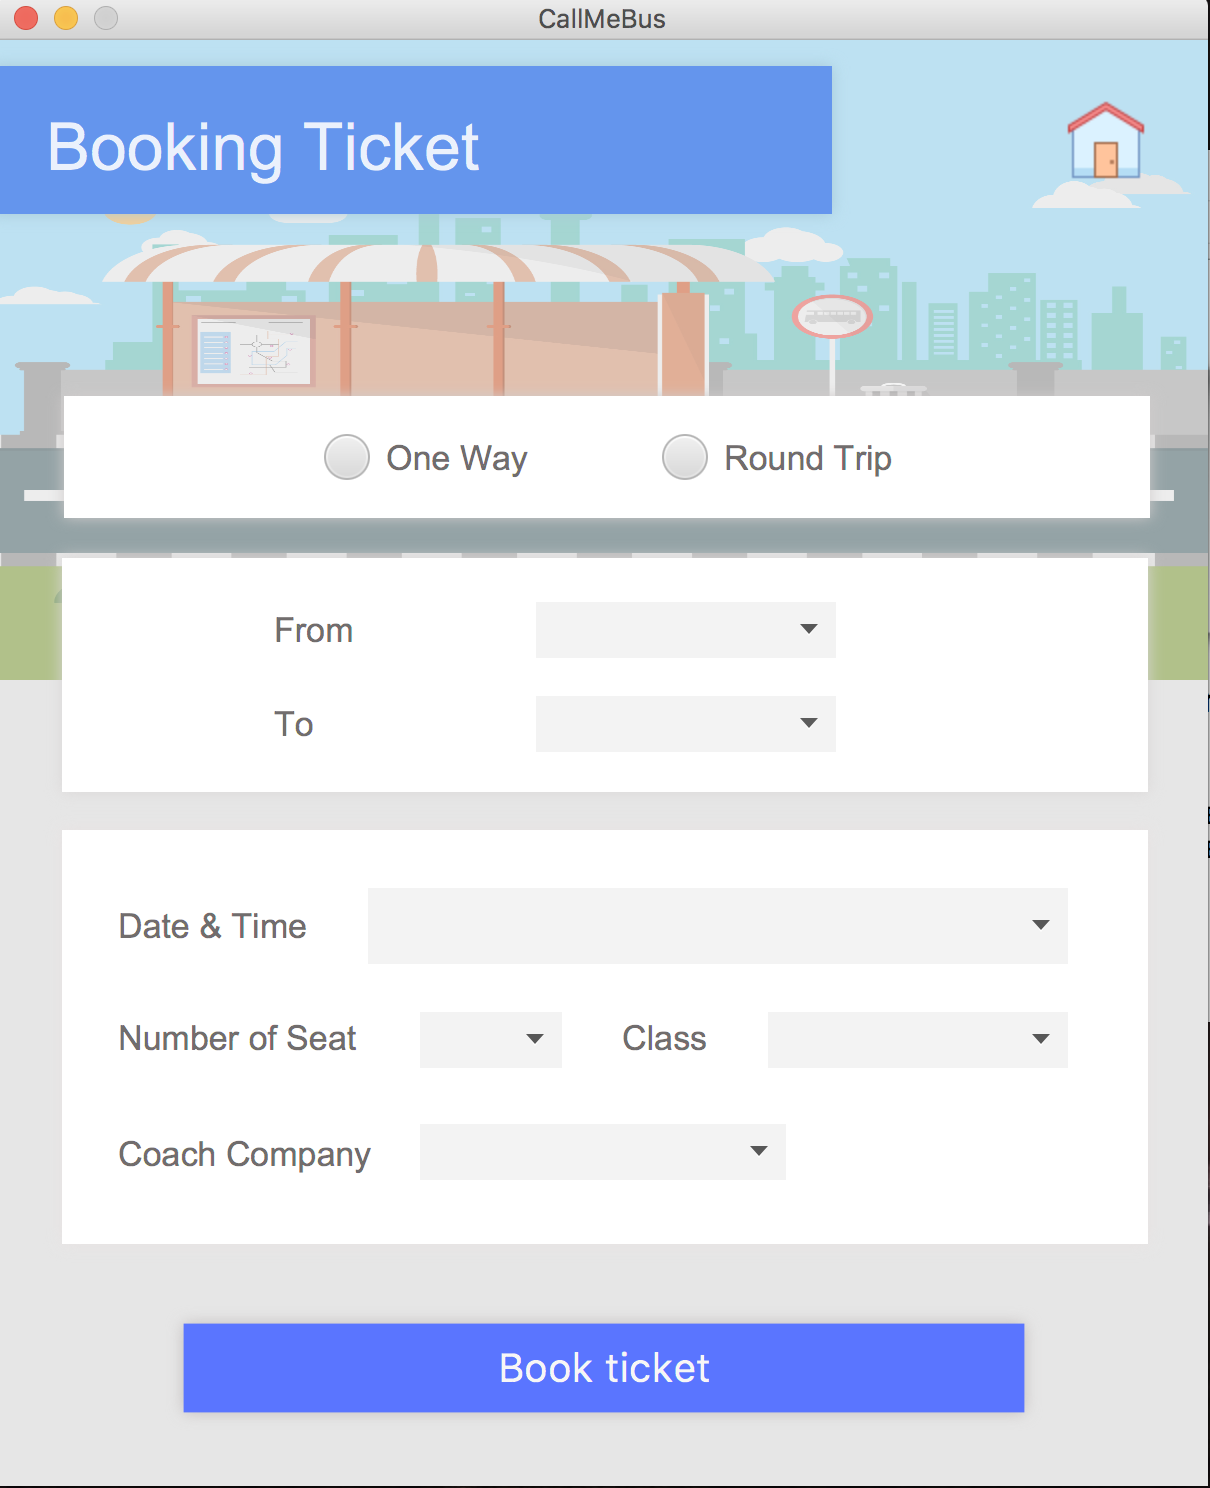 CallMeBus
Booking Ticket
One Way Round Trip
From
To
Date & Time
Number of Seat Class
Coach Company
Book ticket